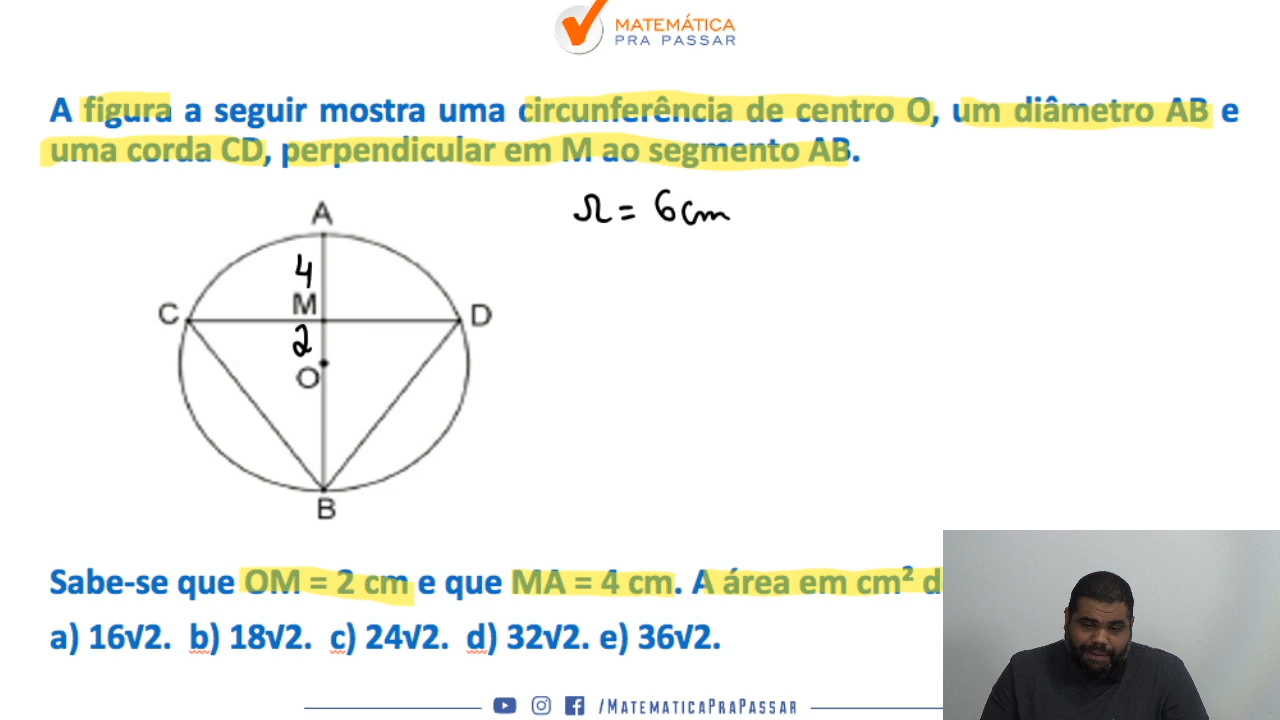 MATEMÁTICA
PRA PASSAR
A figura a seguir mostra uma circunferência de centro O, um diâmetro AB e
uma corda CD, perpendicular em M ao segmento AB.
r = 6cm
A
4
C M D
2
O
B
Sabe-se que OM = 2 cm e que MA = 4 cm. A área em cm² d
a) 16√2. b) 18√2. c) 24√2. d) 32√2. e) 36√2.
/MATEMATICAPRAPASSAR